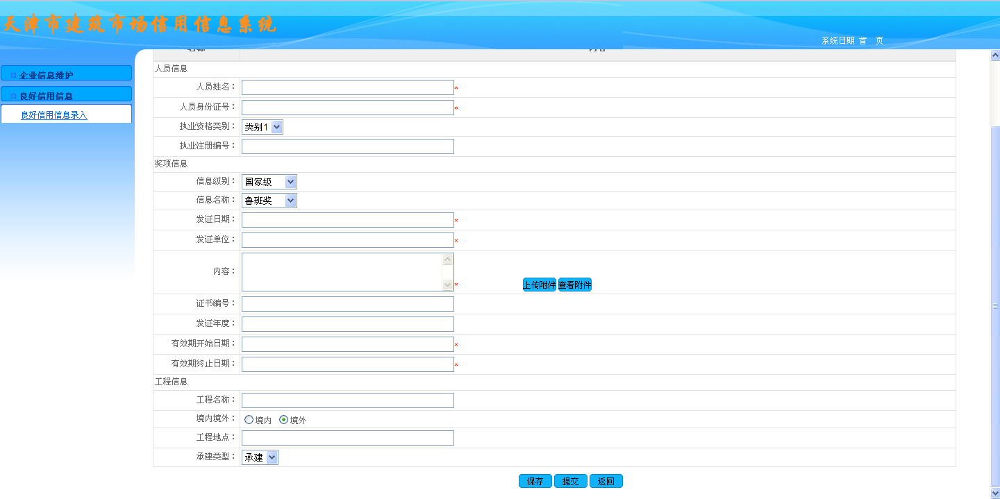 天津市建筑市场信用信息系统
系统日期 首 页
名称 内容
企业信息维护
良好信用信息
良好信用信息录入
人员信息
人员姓名： *
人员身份证号： *
执业资格类别： 类别1
执业注册编号：
奖项信息
信息级别： 国家级
信息名称： 鲁班奖
发证日期： *
发证单位： *
内容： * 上传附件 查看附件
证书编号：
发证年度：
有效期开始日期： *
有效期终止日期： *
工程信息
工程名称：
境内境外： 境内 境外
工程地点：
承建类型： 承建
保存 提交 返回